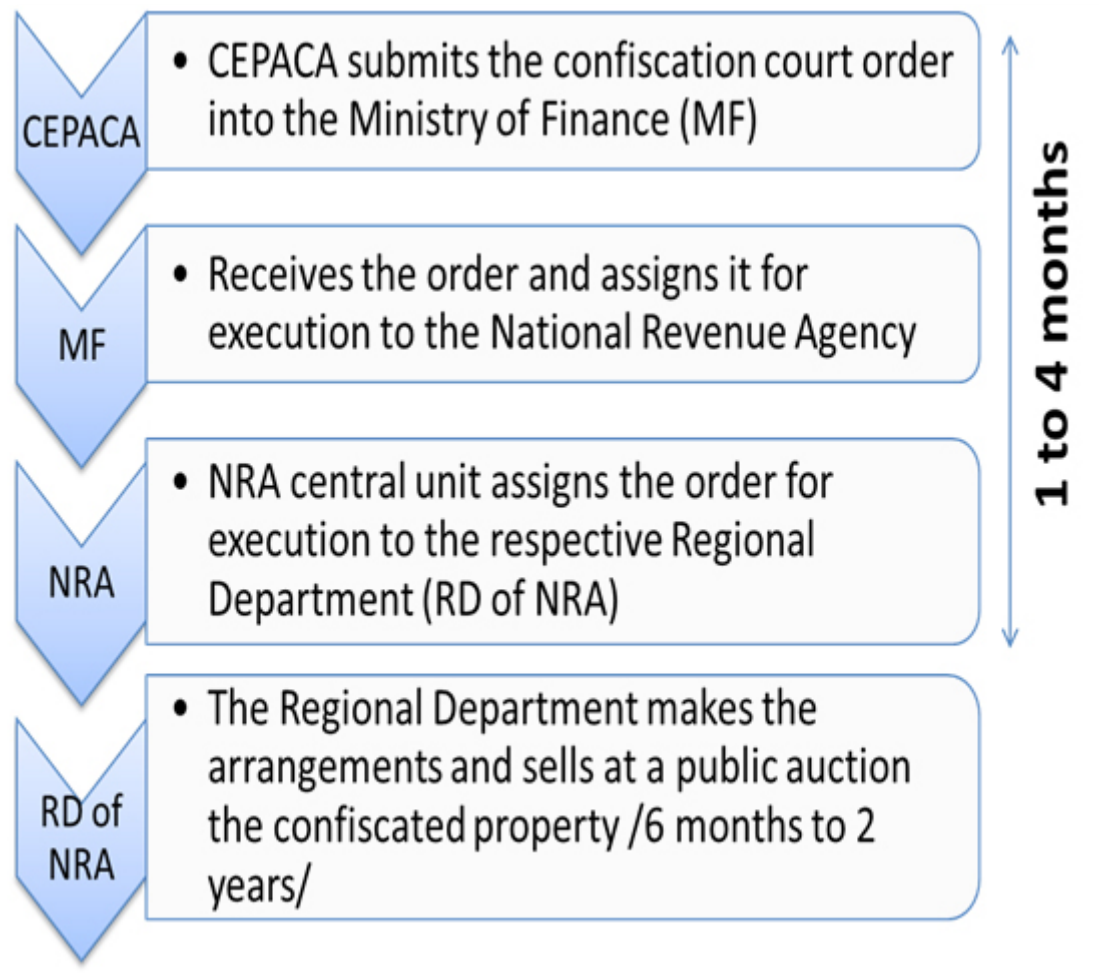 CEPACA
• CEPACA submits the confiscation court order
into the Ministry of Finance (MF)
MF
• Receives the order and assigns it for
execution to the National Revenue Agency
NRA
• NRA central unit assigns the order for
execution to the respective Regional
Department (RD of NRA)
RD of
NRA
• The Regional Department makes the
arrangements and sells at a public auction
the confiscated property /6 months to 2
years/
1 to 4 months